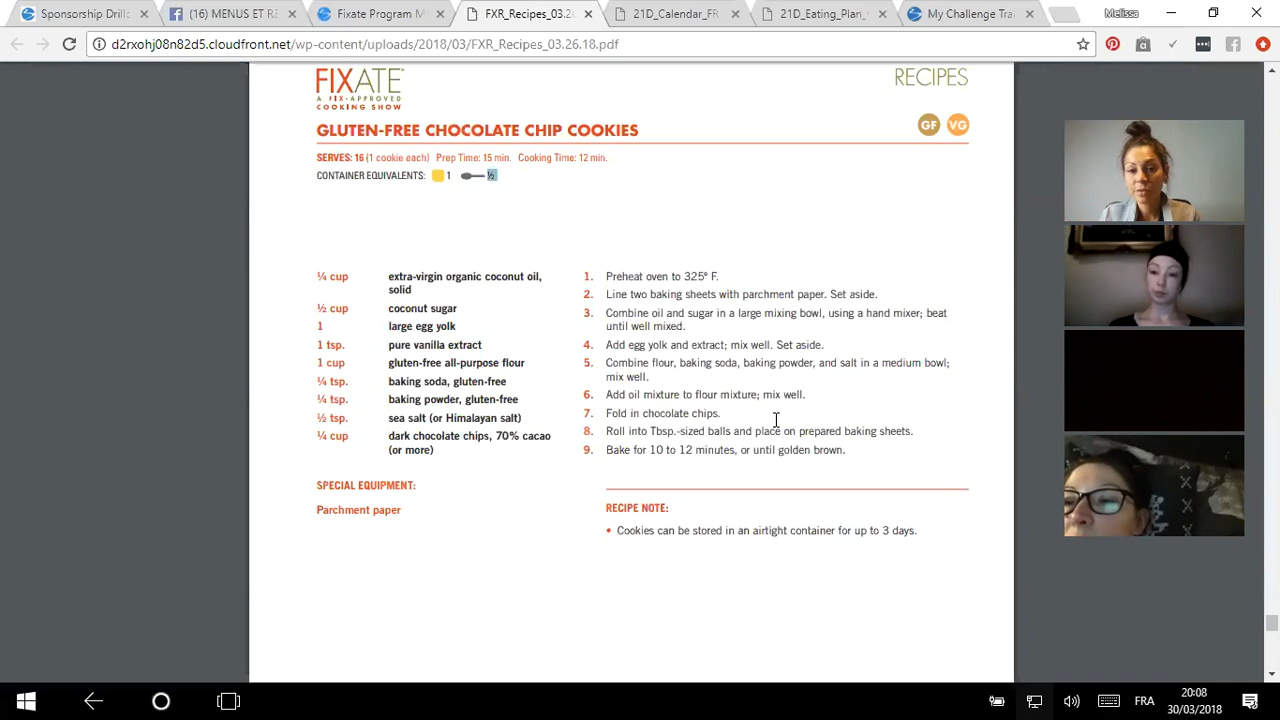 Sponsorship Drill:
(16) MENUS ET R
Fixate Program M
FXR_Recipes_03.26
21D_Calendar_FR
21D_Eating_Plan_
My Challenge Tra
Melissa
d2rxohj08n82d5.cloudfront.net/wp-content/uploads/2018/03/FXR_Recipes_03.26.18.pdf
FIXATE
A FIX-APPROVED
COOKING SHOW
RECIPES
GLUTEN-FREE CHOCOLATE CHIP COOKIES
GF VG
SERVES: 16 (1 cookie each) Prep Time: 15 min. Cooking Time: 12 min.
CONTAINER EQUIVALENTS: 1 ½
¼ cup extra-virgin organic coconut oil,
solid
½ cup coconut sugar
1 large egg yolk
1 tsp. pure vanilla extract
1 cup gluten-free all-purpose flour
¼ tsp. baking soda, gluten-free
¼ tsp. baking powder, gluten-free
½ tsp. sea salt (or Himalayan salt)
¼ cup dark chocolate chips, 70% cacao
(or more)
SPECIAL EQUIPMENT:
Parchment paper
1. Preheat oven to 325° F.
2. Line two baking sheets with parchment paper. Set aside.
3. Combine oil and sugar in a large mixing bowl, using a hand mixer; beat
until well mixed.
4. Add egg yolk and extract; mix well. Set aside.
5. Combine flour, baking soda, baking powder, and salt in a medium bowl;
mix well.
6. Add oil mixture to flour mixture; mix well.
7. Fold in chocolate chips.
8. Roll into Tbsp.-sized balls and place on prepared baking sheets.
9. Bake for 10 to 12 minutes, or until golden brown.
RECIPE NOTE:
• Cookies can be stored in an airtight container for up to 3 days.
FRA
20:08
30/03/2018